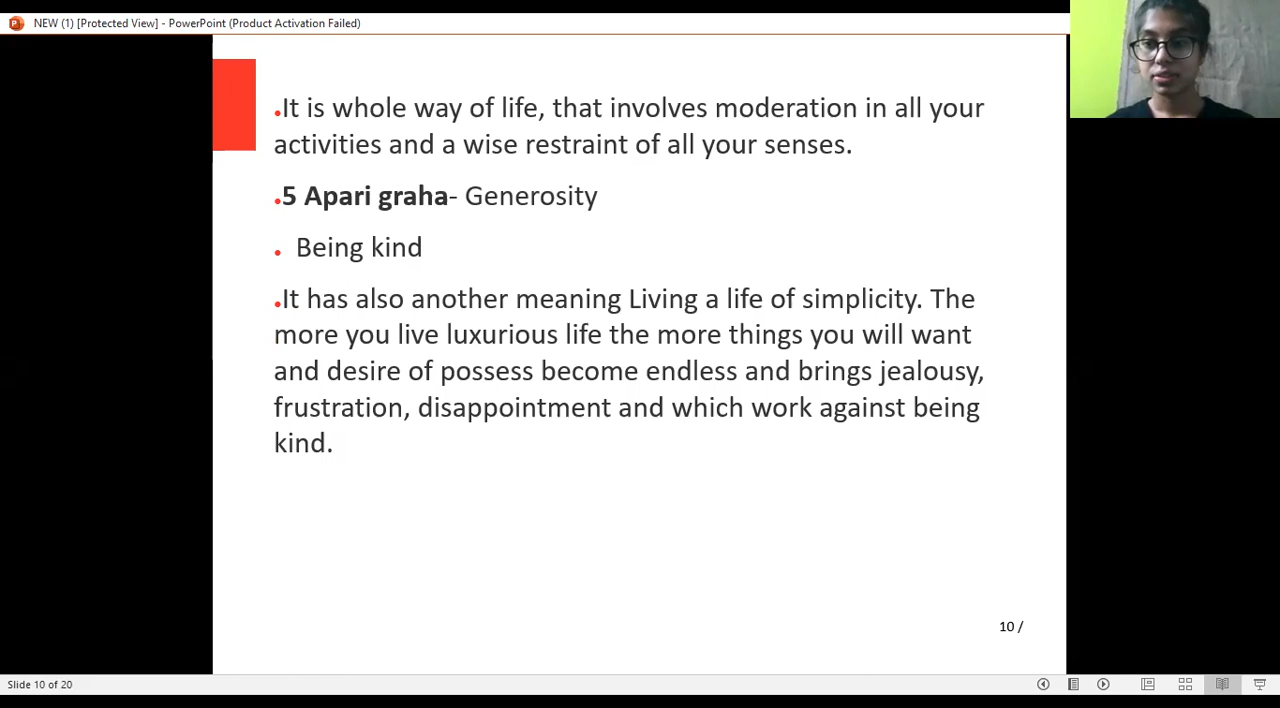 NEW (1) [Protected View] - PowerPoint (Product Activation Failed)
•It is whole way of life, that involves moderation in all your
activities and a wise restraint of all your senses.
•5 Apari graha- Generosity
• Being kind
•It has also another meaning Living a life of simplicity. The
more you live luxurious life the more things you will want
and desire of possess become endless and brings jealousy,
frustration, disappointment and which work against being
kind.
10 /
Slide 10 of 20